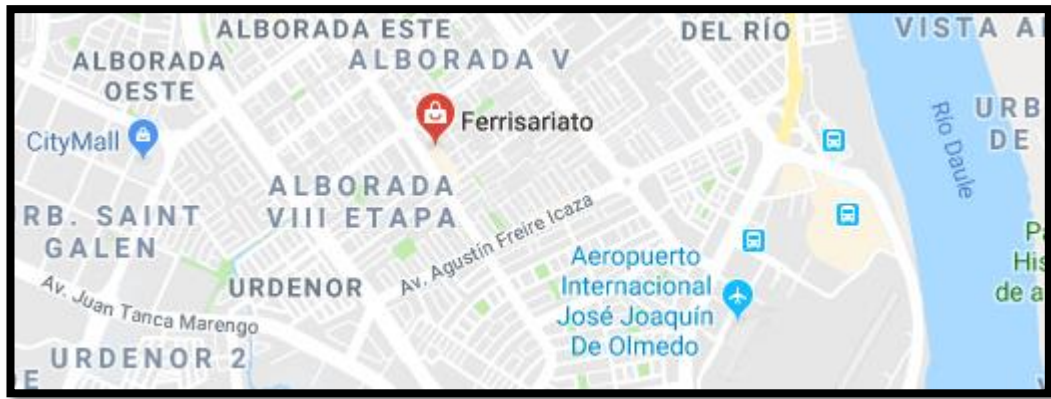 ALBORADA ESTE
DEL RÍO
VISTA
ALBORADA
OESTE
ALBORADA V
CityMall
Ferrisariato
Río Daule
URB
DE
ALBORADA
VIII ETAPA
RB. SAINT
GALEN
Av. Agustín Freire Icaza
Aeropuerto
Internacional
José Joaquín
De Olmedo
His
de a
URDENOR
Av. Juan Tanca Marengo
URDENOR 2